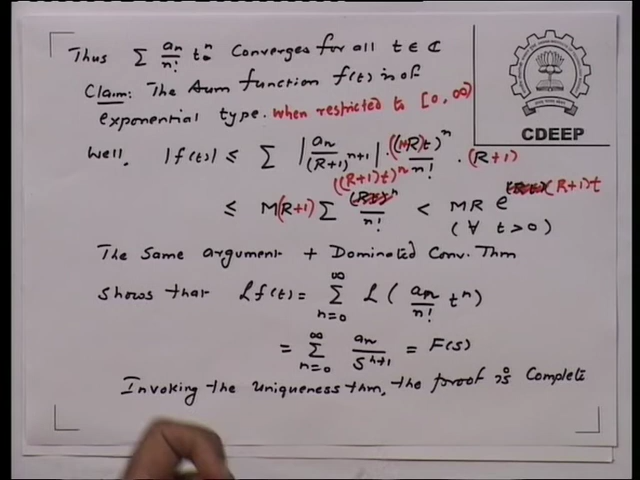 Thus ∑ aₙ/n! tⁿ Converges for all t ∈ ℂ
Claim: The sum function f(t) is of
exponential type. when restricted to [0, ∞)
Well, |f(t)| ≤ ∑ |aₙ/(R+1)ⁿ⁺¹| · ((R+1)t)ⁿ/n! · (R+1)
≤ M(R+1) ∑ ((R+1)t)ⁿ/n! < MR e^(R+1)t
(∀ t>0)
The Same argument + Dominated Conv. Thm
shows that ℒf(t) = ∑_{n=0}^{∞} ℒ(aₙ/n! tⁿ)
= ∑_{n=0}^{∞} aₙ/sⁿ⁺¹ = F(s)
Invoking the uniqueness thm, the proof is Complete
CDEEP